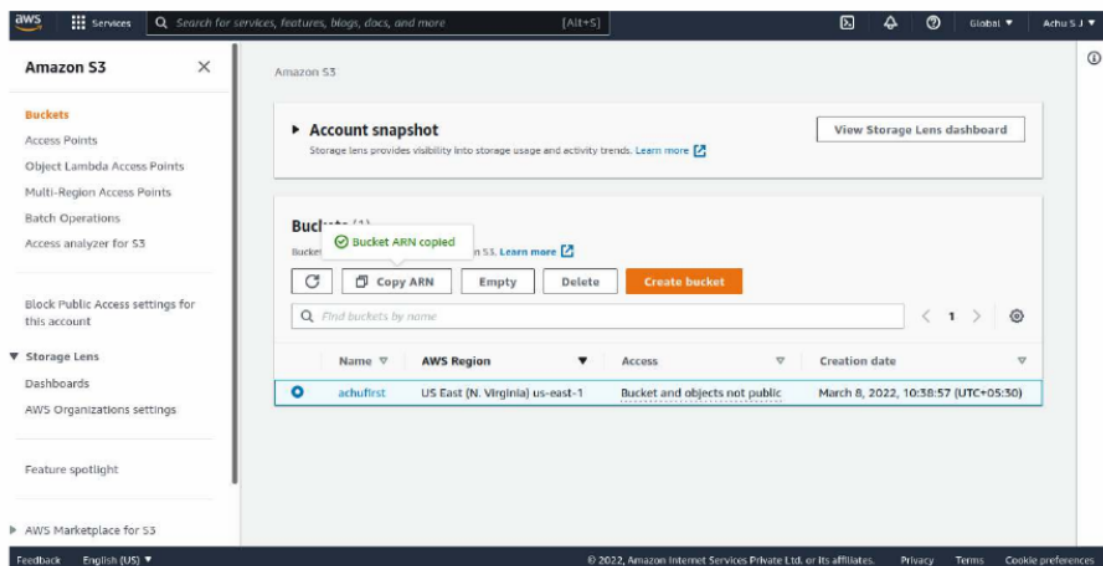 aws
Services
Search for services, features, blogs, docs, and more
[Alt+S]
Global ▼
Achu S J ▼
Amazon S3
Buckets
Access Points
Object Lambda Access Points
Multi-Region Access Points
Batch Operations
Access analyzer for S3
Block Public Access settings for
this account
Storage Lens
Dashboards
AWS Organizations settings
Feature spotlight
AWS Marketplace for S3
Amazon S3
Account snapshot
Storage lens provides visibility into storage usage and activity trends. Learn more
View Storage Lens dashboard
Bucket ARN copied
Bucket
S3. Learn more
Copy ARN
Empty
Delete
Create bucket
Find buckets by name
1
Name
AWS Region
Access
Creation date
achufirst
US East (N. Virginia) us-east-1
Bucket and objects not public
March 8, 2022, 10:38:57 (UTC+05:30)
Feedback
English (US) ▼
© 2022, Amazon Internet Services Private Ltd. or its affiliates.
Privacy
Terms
Cookie preferences